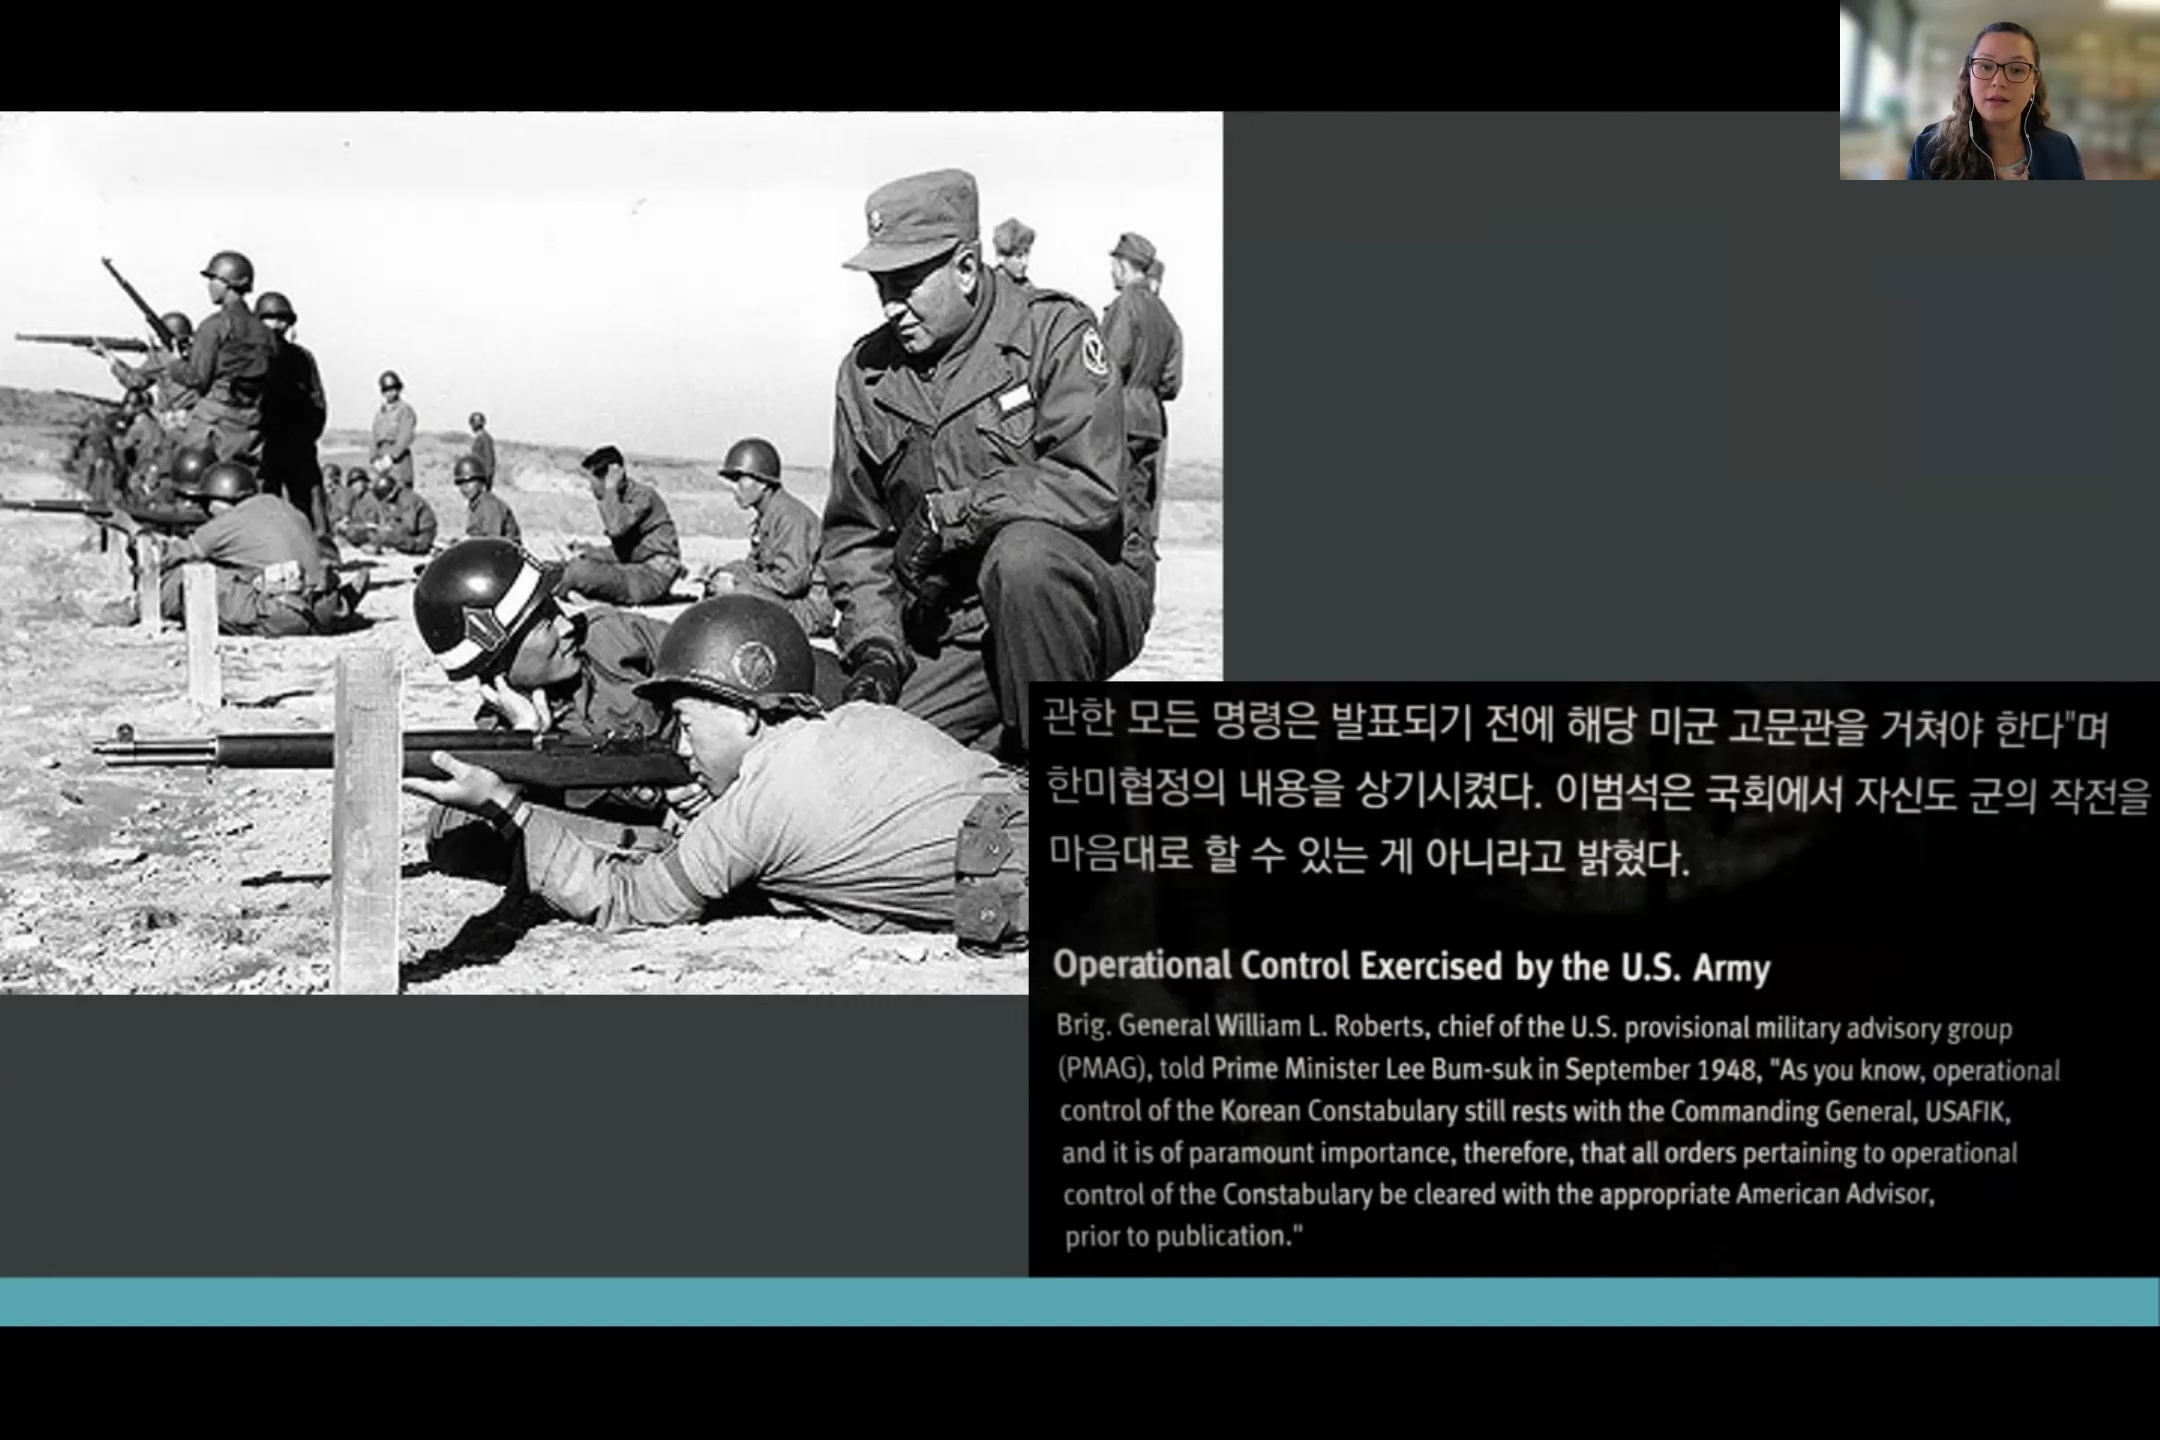 관한 모든 명령은 발표되기 전에 해당 미군 고문관을 거쳐야 한다"며
한미협정의 내용을 상기시켰다. 이범석은 국회에서 자신도 군의 작전을
마음대로 할 수 있는 게 아니라고 밝혔다.
Operational Control Exercised by the U.S. Army
Brig. General William L. Roberts, chief of the U.S. provisional military advisory group
(PMAG), told Prime Minister Lee Bum-suk in September 1948, "As you know, operational
control of the Korean Constabulary still rests with the Commanding General, USAFIK,
and it is of paramount importance, therefore, that all orders pertaining to operational
control of the Constabulary be cleared with the appropriate American Advisor,
prior to publication."